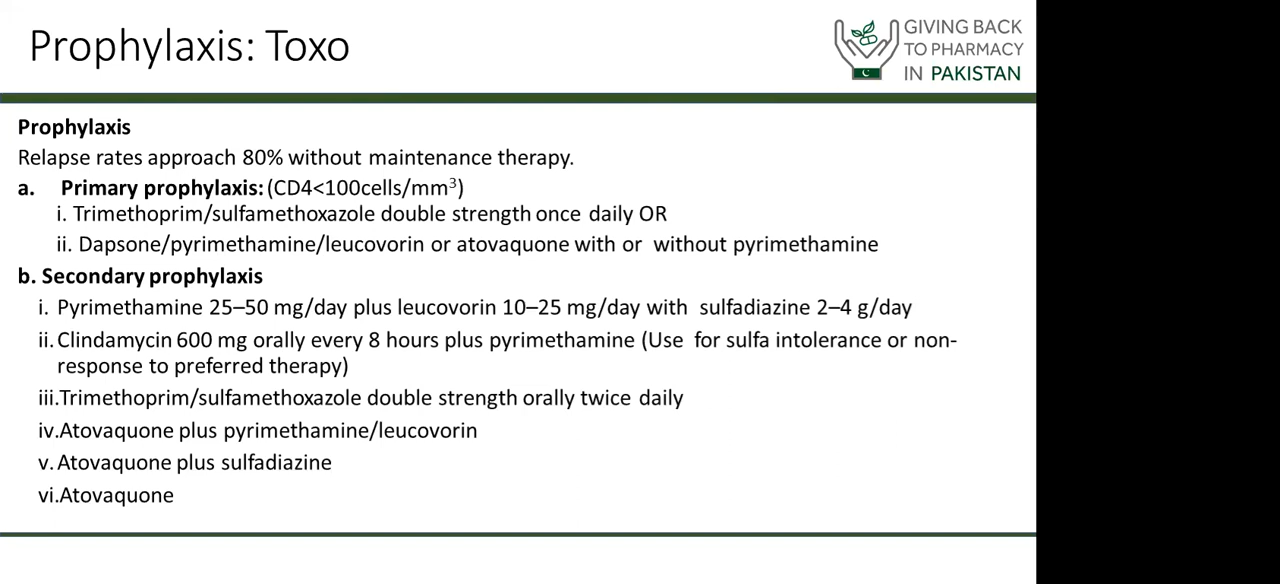 Prophylaxis: Toxo
GIVING BACK
TO PHARMACY
IN PAKISTAN
Prophylaxis
Relapse rates approach 80% without maintenance therapy.
a. Primary prophylaxis: (CD4<100cells/mm³)
i. Trimethoprim/sulfamethoxazole double strength once daily OR
ii. Dapsone/pyrimethamine/leucovorin or atovaquone with or without pyrimethamine
b. Secondary prophylaxis
i. Pyrimethamine 25–50 mg/day plus leucovorin 10–25 mg/day with sulfadiazine 2–4 g/day
ii. Clindamycin 600 mg orally every 8 hours plus pyrimethamine (Use for sulfa intolerance or non-
response to preferred therapy)
iii.Trimethoprim/sulfamethoxazole double strength orally twice daily
iv.Atovaquone plus pyrimethamine/leucovorin
v. Atovaquone plus sulfadiazine
vi.Atovaquone